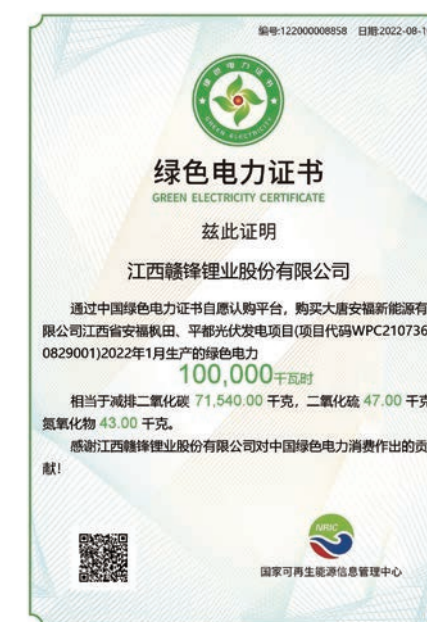 编号:122000008858 日期:2022-08-1
绿色电力证书
GREEN ELECTRICITY
绿色电力证书
GREEN ELECTRICITY CERTIFICATE
兹此证明
江西赣锋锂业股份有限公司
通过中国绿色电力证书自愿认购平台，购买大唐安福新能源有
限公司江西省安福枫田、平都光伏发电项目(项目代码WPC210736
0829001)2022年1月生产的绿色电力
100,000千瓦时
相当于减排二氧化碳 71,540.00 千克，二氧化硫 47.00 千克
氮氧化物 43.00 千克。
感谢江西赣锋锂业股份有限公司对中国绿色电力消费作出的贡
献!
NRIC
国家可再生能源信息管理中心